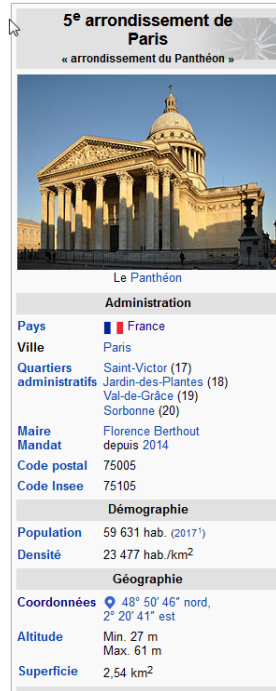 5e arrondissement de
Paris
« arrondissement du Panthéon »
Le Panthéon
Administration
Pays France
Ville Paris
Quartiers administratifs Saint-Victor (17)
Jardin-des-Plantes (18)
Val-de-Grâce (19)
Sorbonne (20)
Maire Florence Berthout
Mandat depuis 2014
Code postal 75005
Code Insee 75105
Démographie
Population 59 631 hab. (2017¹)
Densité 23 477 hab./km²
Géographie
Coordonnées 48° 50′ 46″ nord,
2° 20′ 41″ est
Altitude Min. 27 m
Max. 61 m
Superficie 2,54 km²